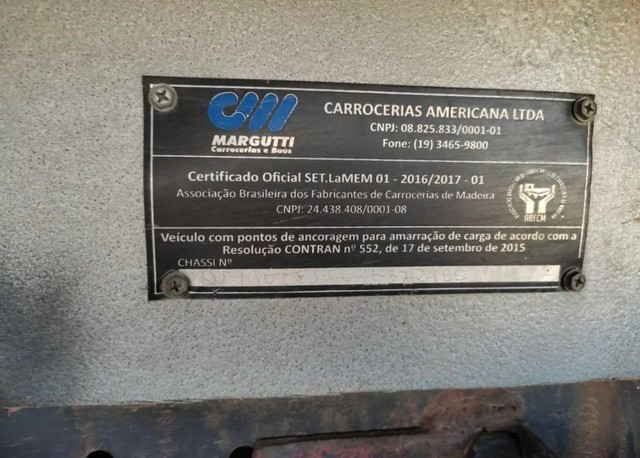 CM
MARGUTTI
Carrocerias e Baús
CARROCERIAS AMERICANA LTDA
CNPJ: 08.825.833/0001-01
Fone: (19) 3465-9800
Certificado Oficial SET.LaMEM 01 - 2016/2017 - 01
Associação Brasileira dos Fabricantes de Carrocerias de Madeira
CNPJ: 24.438.408/0001-08
ABFCM
Veículo com pontos de ancoragem para amarração de carga de acordo com a
Resolução CONTRAN nº 552, de 17 de setembro de 2015
CHASSI Nº